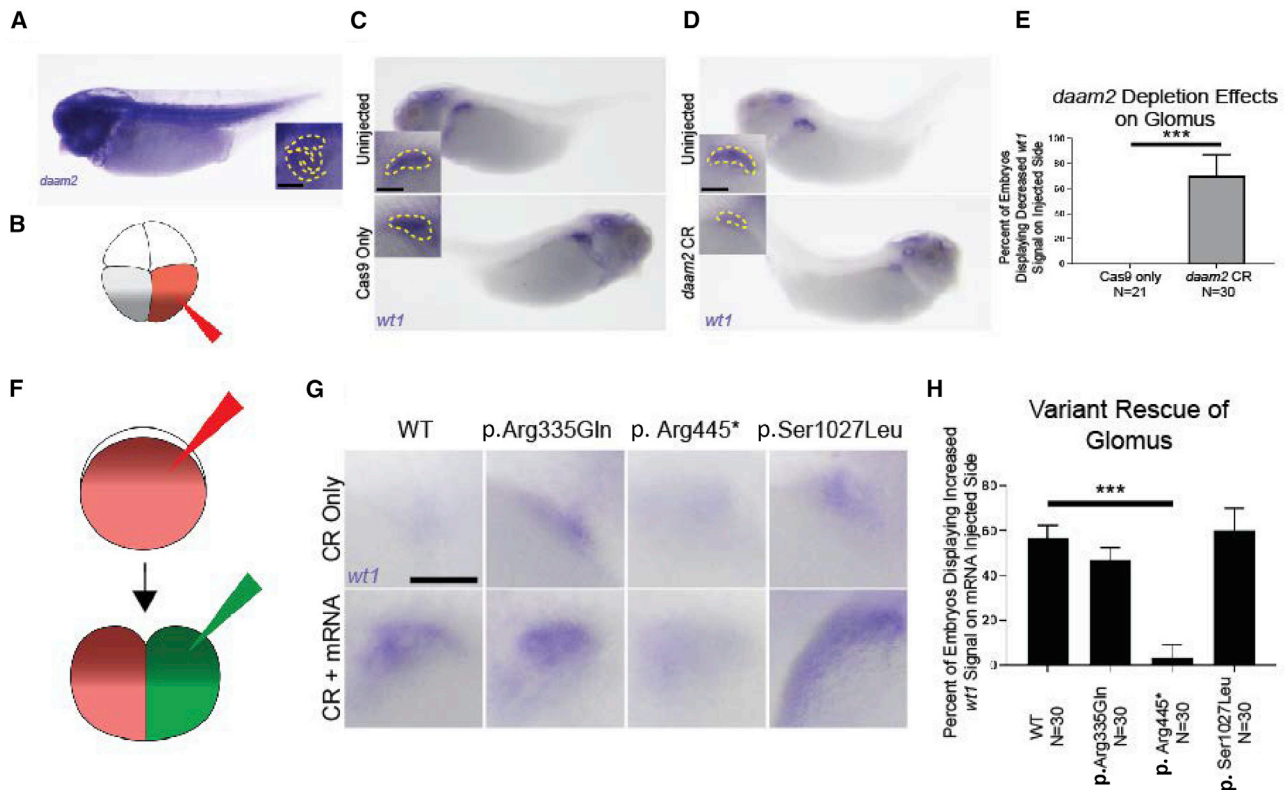 A
daam2
B
C
Uninjected
Cas9 Only
wt1
D
Uninjected
daam2 CR
wt1
E
daam2 Depletion Effects
on Glomus
***
Percent of Embryos
Displaying Decreased wt1
Signal on Injected Side
100
80
60
40
20
0
Cas9 only
N=21
daam2 CR
N=30
F
G
WT
p.Arg335Gln
p. Arg445*
p.Ser1027Leu
CR Only
wt1
CR + mRNA
H
Variant Rescue of
Glomus
***
Percent of Embryos Displaying Increased
wt1 Signal on mRNA Injected Side
80
60
40
20
0
WT
N=30
p.Arg335Gln
N=30
p. Arg445*
N=30
p. Ser1027Leu
N=30